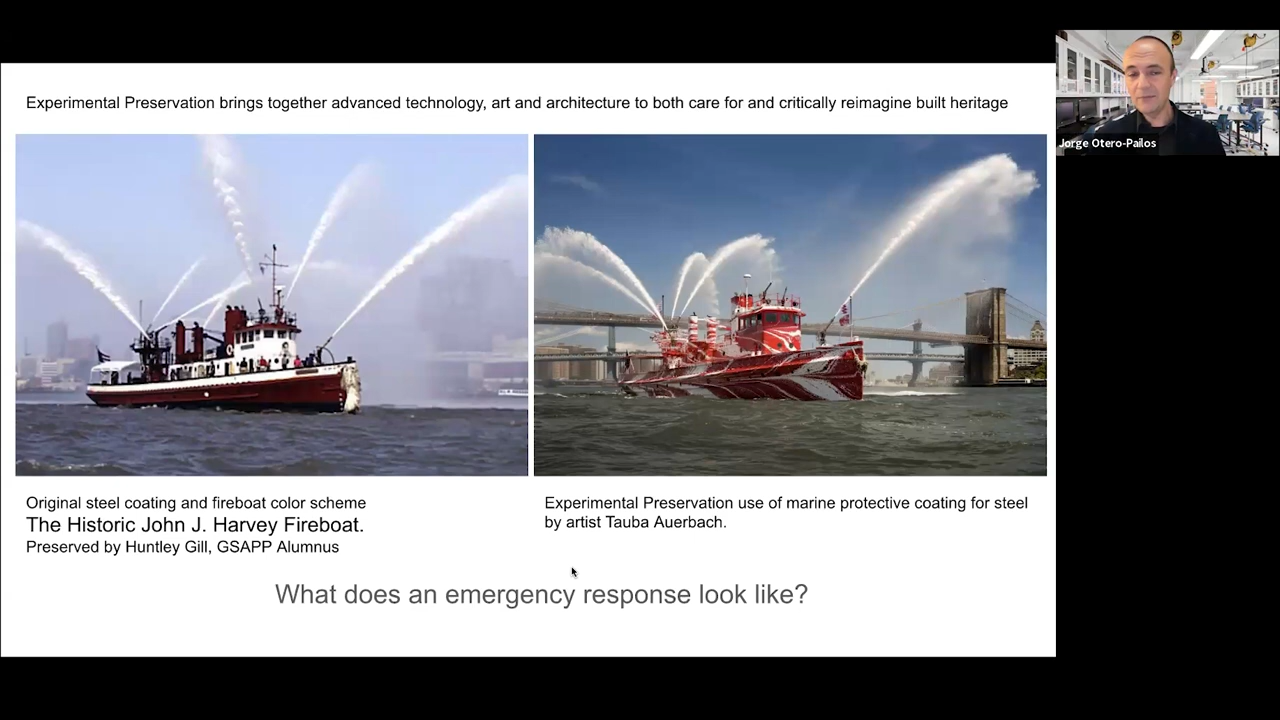 Experimental Preservation brings together advanced technology, art and architecture to both care for and critically reimagine built heritage
Jorge Otero-Pailos
Original steel coating and fireboat color scheme
The Historic John J. Harvey Fireboat.
Preserved by Huntley Gill, GSAPP Alumnus
Experimental Preservation use of marine protective coating for steel
by artist Tauba Auerbach.
What does an emergency response look like?